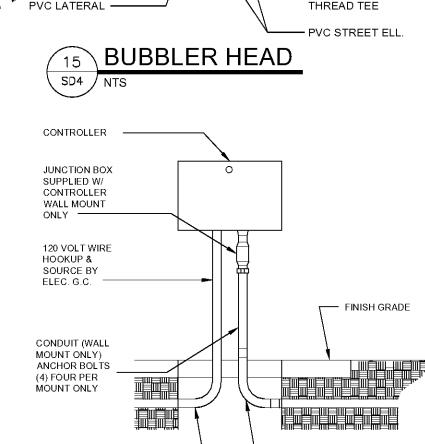 PVC LATERAL
THREAD TEE
PVC STREET ELL.
15
SD4
BUBBLER HEAD
NTS
CONTROLLER
JUNCTION BOX
SUPPLIED W/
CONTROLLER
WALL MOUNT
ONLY
120 VOLT WIRE
HOOKUP &
SOURCE BY
ELEC. G.C.
FINISH GRADE
CONDUIT (WALL
MOUNT ONLY)
ANCHOR BOLTS
(4) FOUR PER
MOUNT ONLY